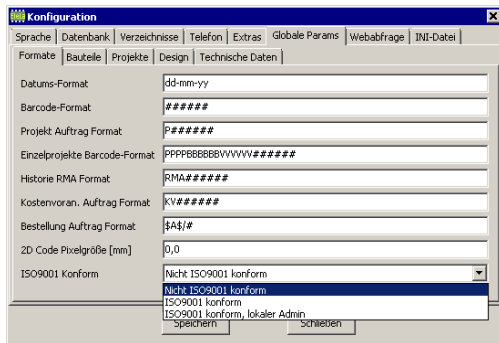 Konfiguration
Sprache Datenbank Verzeichnisse Telefon Extras Globale Params Webabfrage INI-Datei
Formate Bauteile Projekte Design Technische Daten
Datums-Format dd-mm-yy
Barcode-Format ######
Projekt Auftrag Format P######
Einzelprojekte Barcode-Format PPPPBBBBBBVVVVVV######
Historie RMA Format RMA######
Kostenvoran. Auftrag Format KV######
Bestellung Auftrag Format $A$/#
2D Code Pixelgröße [mm] 0,0
ISO9001 Konform Nicht ISO9001 konform
Nicht ISO9001 konform
ISO9001 konform
ISO9001 konform, lokaler Admin
Speichern Schließen